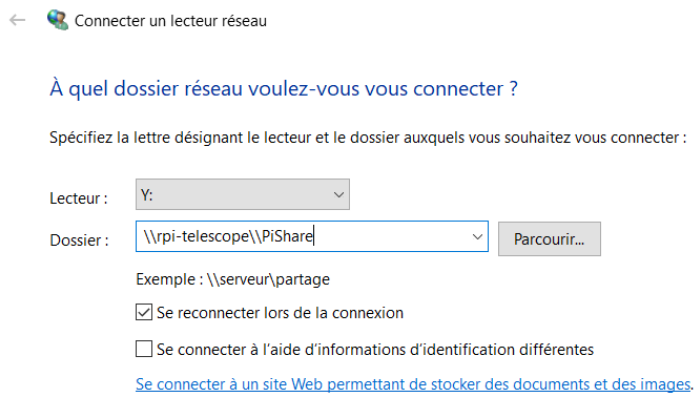 Connecter un lecteur réseau
À quel dossier réseau voulez-vous vous connecter ?
Spécifiez la lettre désignant le lecteur et le dossier auxquels vous souhaitez vous connecter :
Lecteur : Y:
Dossier : \\rpi-telescope\\PiShare Parcourir...
Exemple : \\serveur\partage
Se reconnecter lors de la connexion
Se connecter à l'aide d'informations d'identification différentes
Se connecter à un site Web permettant de stocker des documents et des images.